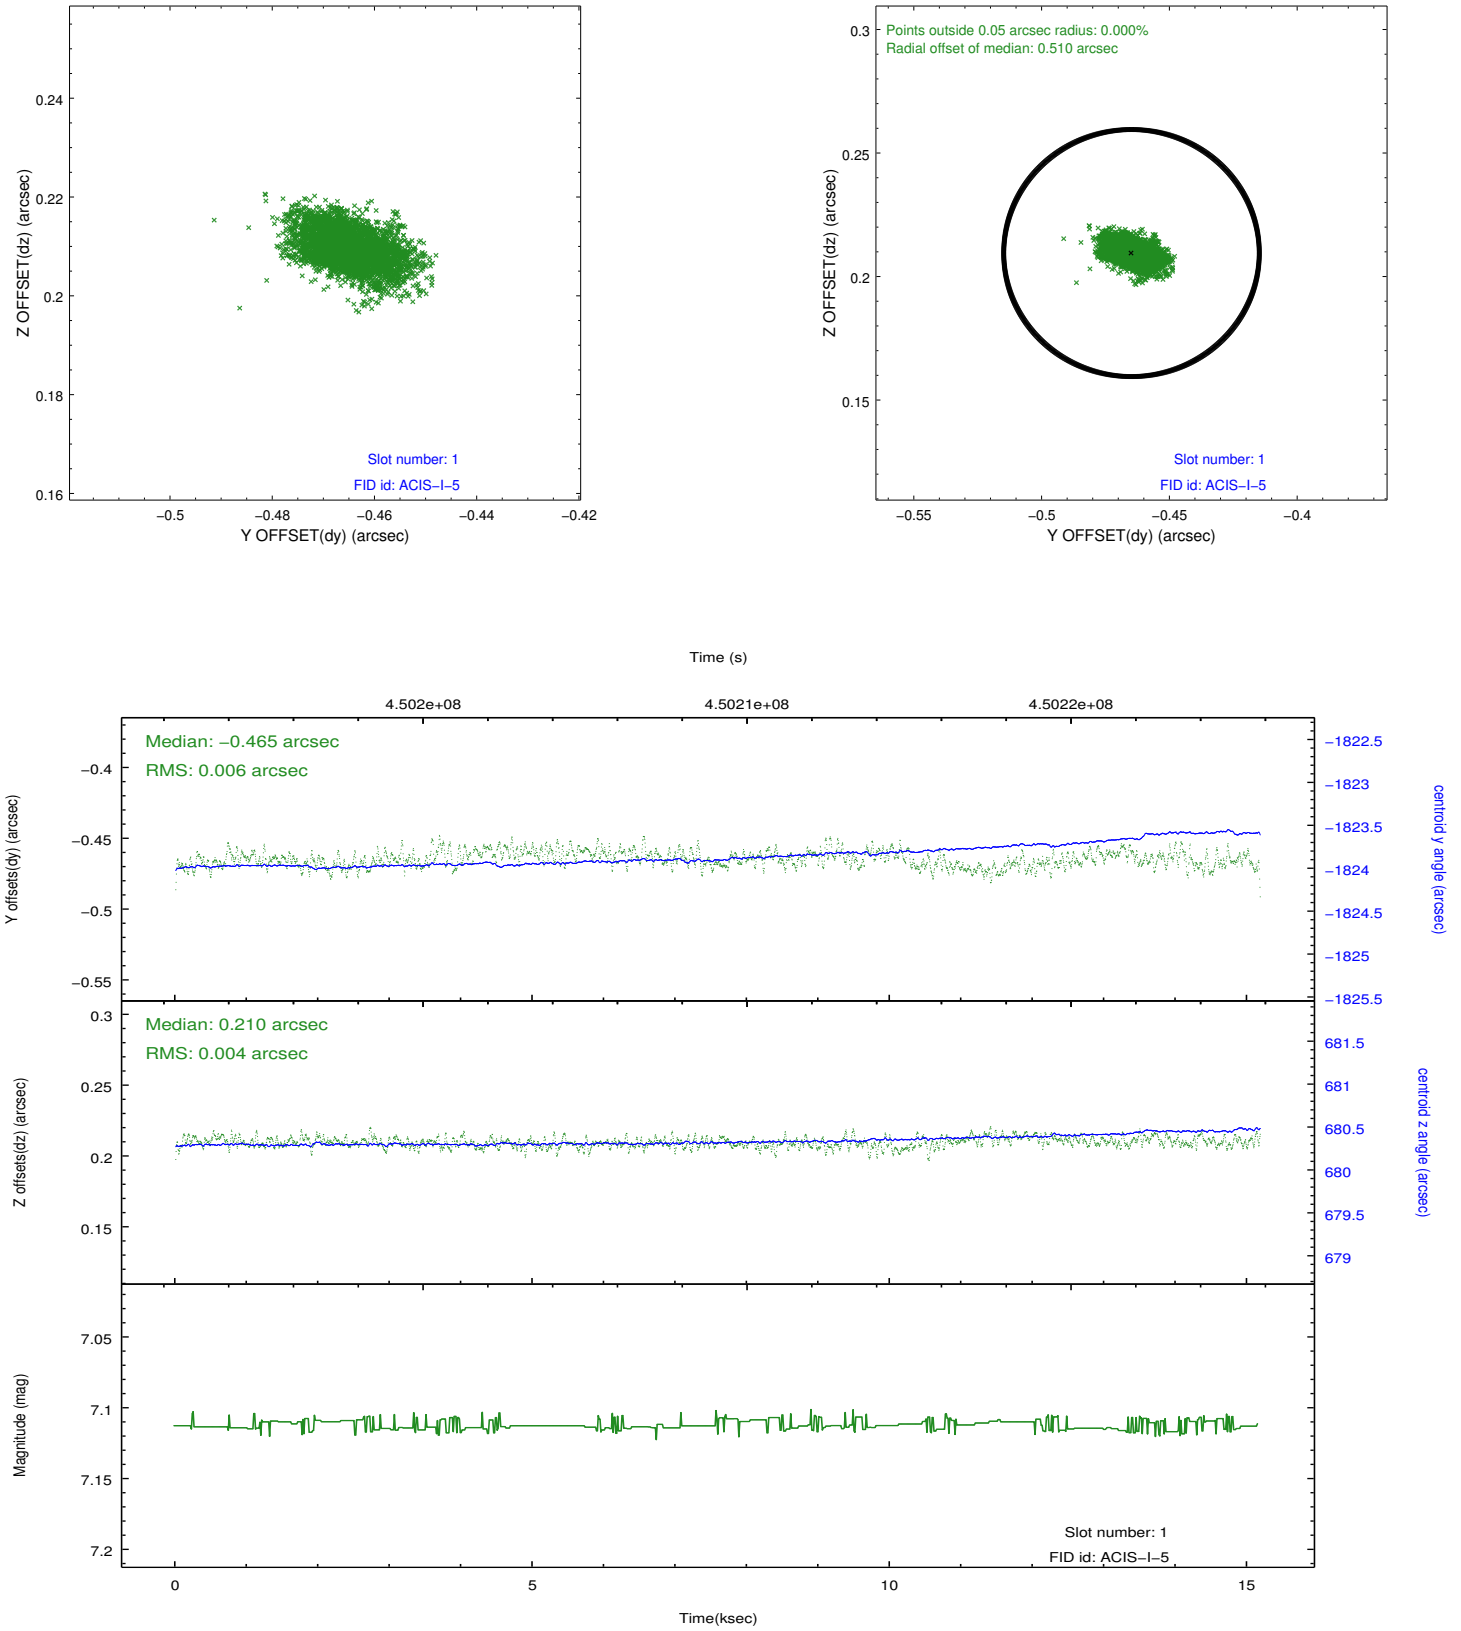 0.24
0.22
0.2
0.18
0.16
Z OFFSET(dz) (arcsec)
Slot number: 1
FID id: ACIS−I−5
−0.5
−0.48
−0.46
−0.44
−0.42
Y OFFSET(dy) (arcsec)
Points outside 0.05 arcsec radius: 0.000%
Radial offset of median: 0.510 arcsec
0.3
0.25
0.2
0.15
Z OFFSET(dz) (arcsec)
Slot number: 1
FID id: ACIS−I−5
−0.55
−0.5
−0.45
−0.4
Y OFFSET(dy) (arcsec)
Time (s)
4.502e+08
4.5021e+08
4.5022e+08
Median: −0.465 arcsec
RMS: 0.006 arcsec
−0.4
−0.45
−0.5
−0.55
Y offsets(dy) (arcsec)
−1822.5
−1823
−1823.5
−1824
−1824.5
−1825
−1825.5
centroid y angle (arcsec)
Median: 0.210 arcsec
RMS: 0.004 arcsec
0.3
0.25
0.2
0.15
Z offsets(dz) (arcsec)
681.5
681
680.5
680
679.5
679
centroid z angle (arcsec)
7.05
7.1
7.15
7.2
Magnitude (mag)
Slot number: 1
FID id: ACIS−I−5
0
5
10
15
Time(ksec)